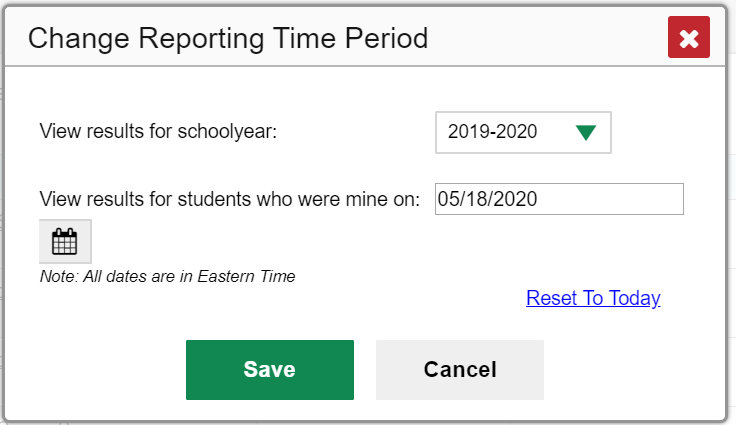 Change Reporting Time Period
View results for schoolyear:
2019-2020
View results for students who were mine on:
05/18/2020
Note: All dates are in Eastern Time
Reset To Today
Save
Cancel